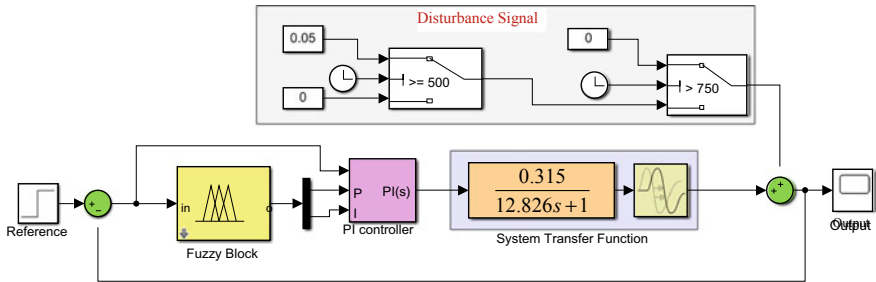 Disturbance Signal
0.05
0
>= 500
0
> 750
Reference
+
−
in
o
Fuzzy Block
P
I
PI(s)
PI controller
0.315
12.826s+1
System Transfer Function
+
+
Output
Output